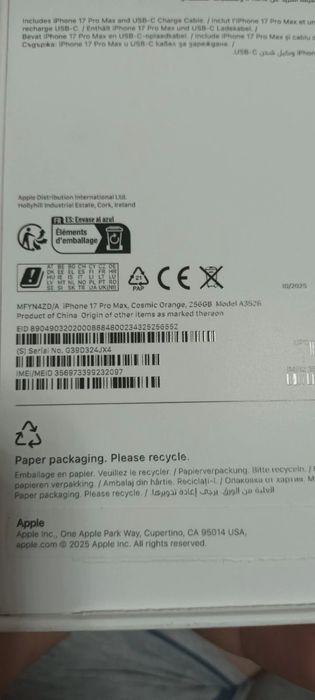 Includes iPhone 17 Pro Max and USB-C Charge Cable. / Inclut l'iPhone 17 Pro Max et un
recharge USB-C. / Enthält iPhone 17 Pro Max und USB-C Ladekabel. /
Bevat iPhone 17 Pro Max en USB-C-oplaadkabel. / Include iPhone 17 Pro Max și cablu
Съдържа: iPhone 17 Pro Max и USB-C кабел за зареждане. /
Apple Distribution International Ltd.
Hollyhill Industrial Estate, Cork, Ireland
FR ES: Envase al azul
Éléments
d'emballage
21
PAP
CE
10/2025
MFYN4ZD/A iPhone 17 Pro Max, Cosmic Orange, 256GB Model A3526
Product of China Origin of other items as marked thereon
(S) Serial No. G39D324JX4
IMEI/MEID 356973399232097
Paper packaging. Please recycle.
Emballage en papier. Veuillez le recycler. / Papierverpackung. Bitte recyceln. /
papieren verpakking. / Ambalaj din hârtie. Reciclați-l. / Опаковка от хартия.
Paper packaging. Please recycle. /
Apple
Apple Inc., One Apple Park Way, Cupertino, CA 95014 USA,
apple.com © 2025 Apple Inc. All rights reserved.